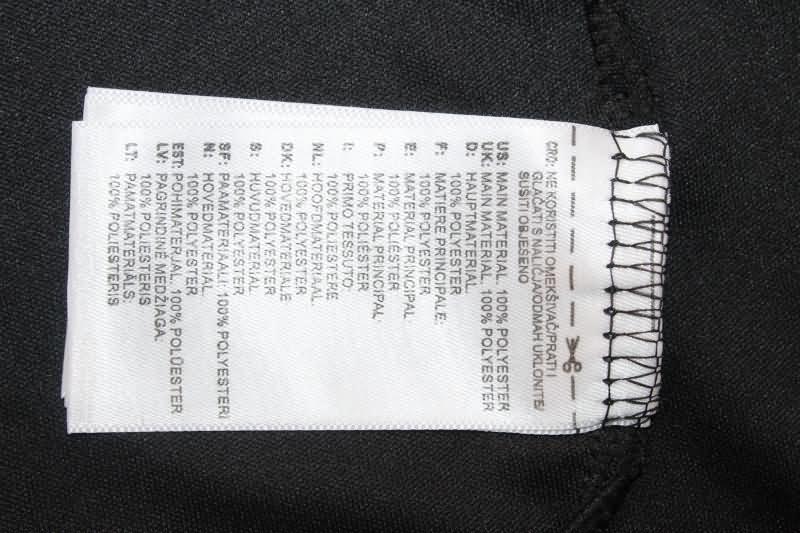 CRO: NE KORISTITI OMEKŠIVAČ/PRATI I
GLAČATI S NALIČJA/ODMAH UKLONITE/
SUŠITI OBJEŠENO
US: MAIN MATERIAL. 100% POLYESTER
UK: MAIN MATERIAL. 100% POLYESTER
D: HAUPTMATERIAL.
100% POLYESTER
F: MATIERE PRINCIPALE:
100% POLYESTER
E: MATERIAL PRINCIPAL:
100% POLIÉSTER
P: MATERIAL PRINCIPAL:
100% POLIÉSTER
I: PRIMO TESSUTO:
100% POLIESTERE
NL: HOOFDMATERIAAL
100% POLYESTER
DK: HOVEDMATERIALE
100% POLYESTER
S: HUVUDMATERIAL:
100% POLYESTER
SF: PÄÄMATERIAALI: 100% POLYESTERI
N: HOVEDMATERIAL.
100% POLYESTER
EST: PÕHIMATERJAL. 100% POLÜESTER
LV: PAGRINDINĖ MEDŽIAGA:
100% POLIESTERIS
LT: PAMATMATERIĀLS:
100% POLIESTERIS